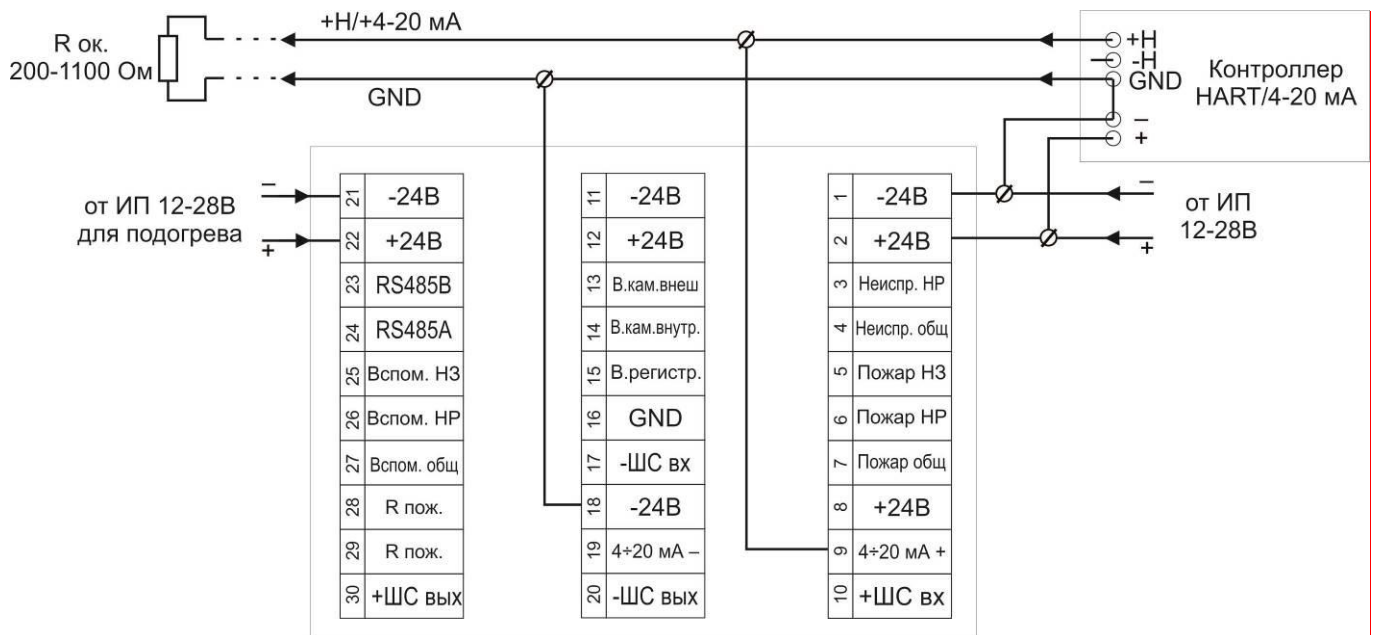 +Н/+4-20 мА
R ок.
200-1100 Ом
GND
+Н
-Н
GND
–
+
Контроллер
HART/4-20 мА
–
от ИП 12-28В
для подогрева
+
21 -24В
22 +24В
23 RS485B
24 RS485A
25 Вспом. НЗ
26 Вспом. НР
27 Вспом. общ
28 R пож.
29 R пож.
30 +ШС вых
11 -24В
12 +24В
13 В.кам.внеш
14 В.кам.внутр.
15 В.регистр.
16 GND
17 -ШС вх
18 -24В
19 4÷20 мА –
20 -ШС вых
1 -24В
2 +24В
3 Неиспр. НР
4 Неиспр. общ
5 Пожар НЗ
6 Пожар НР
7 Пожар общ
8 +24В
9 4÷20 мА +
10 +ШС вх
–
от ИП
12-28В
+